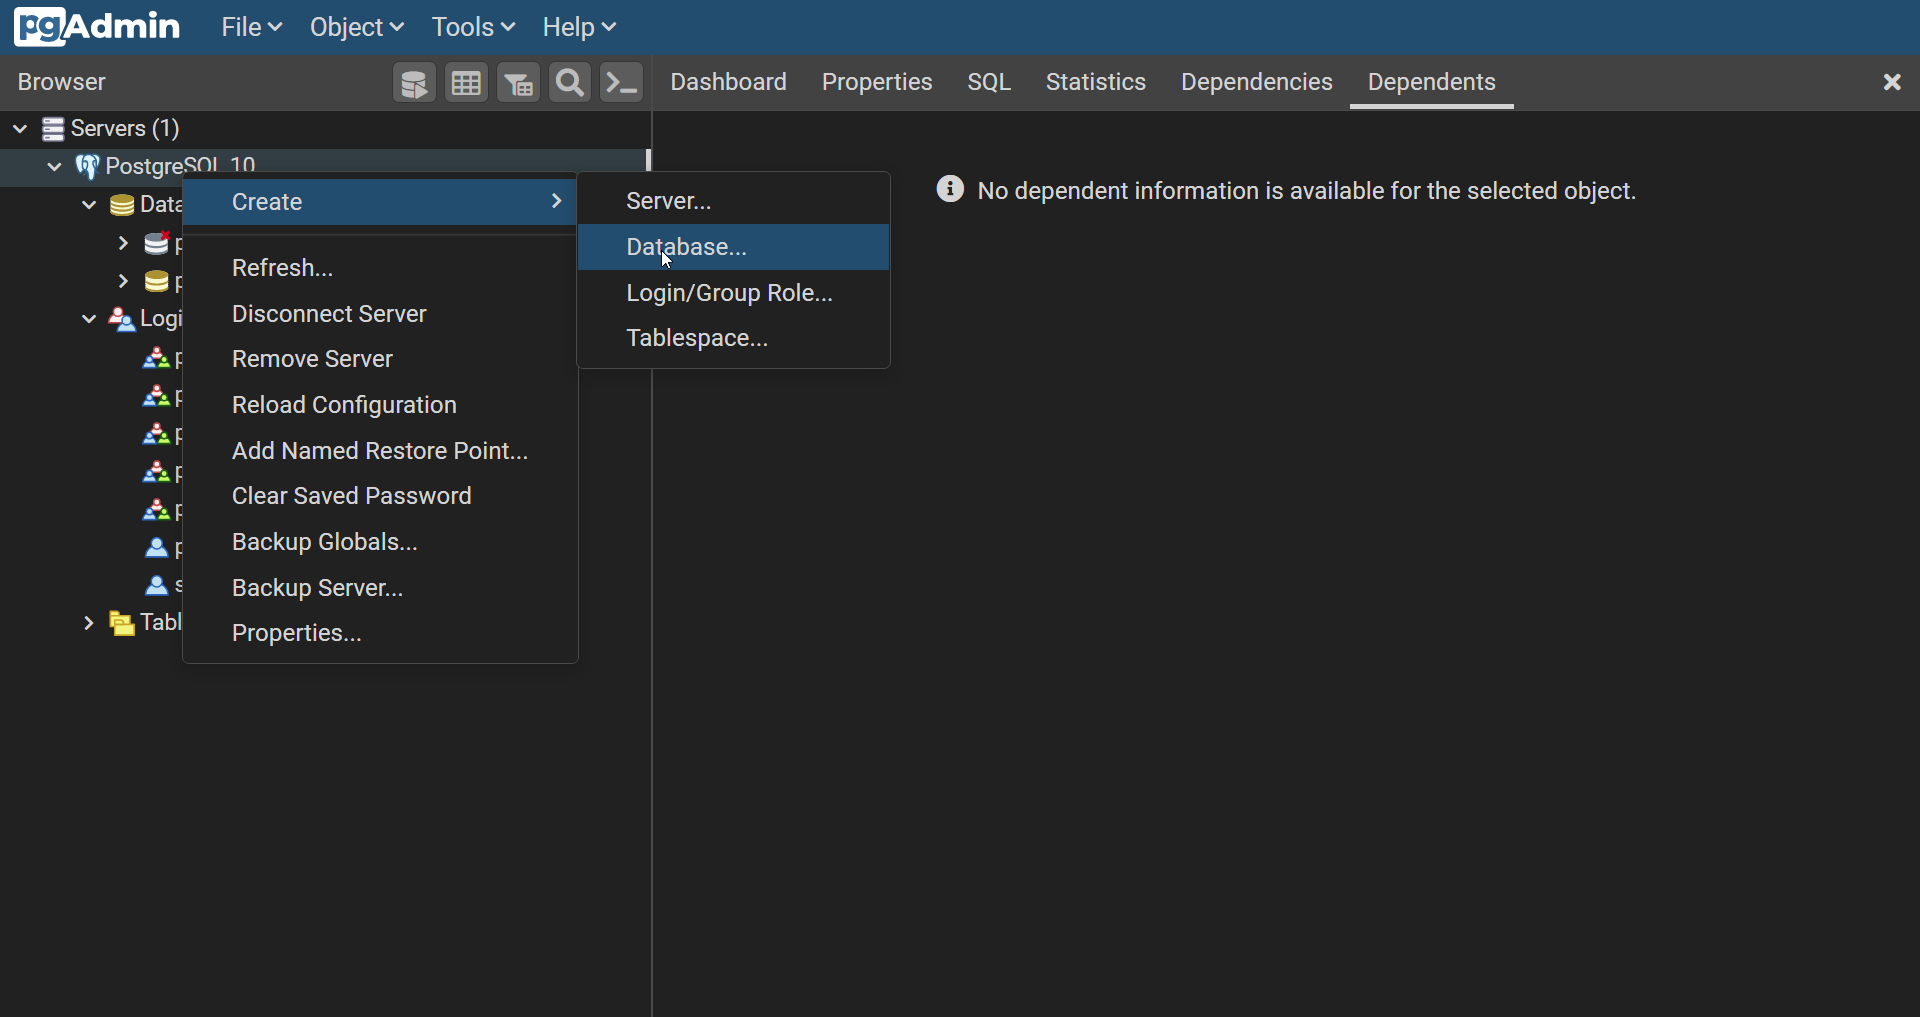 pgAdmin File Object Tools Help
Browser
Dashboard Properties SQL Statistics Dependencies Dependents
Servers (1)
PostgreSQL 10
Create
Refresh...
Disconnect Server
Remove Server
Reload Configuration
Add Named Restore Point...
Clear Saved Password
Backup Globals...
Backup Server...
Properties...
Server...
Database...
Login/Group Role...
Tablespace...
No dependent information is available for the selected object.
Data
Logi
Tabl